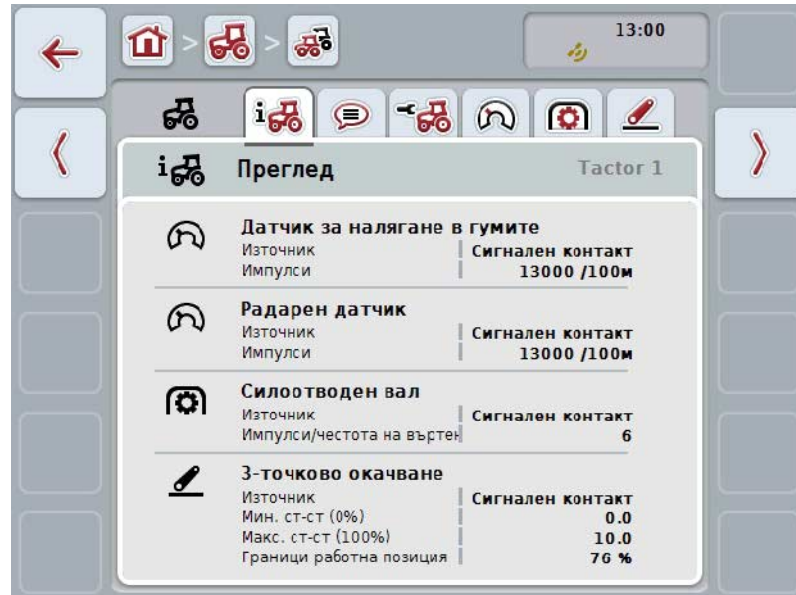 13:00
Преглед Tactor 1
Датчик за налягане в гумите
Източник Сигнален контакт
Импулси 13000 /100м
Радарен датчик
Източник Сигнален контакт
Импулси 13000 /100м
Силоотводен вал
Източник Сигнален контакт
Импулси/честота на въртен 6
3-точково окачване
Източник Сигнален контакт
Мин. ст-ст (0%) 0.0
Макс. ст-ст (100%) 10.0
Граници работна позиция 76 %